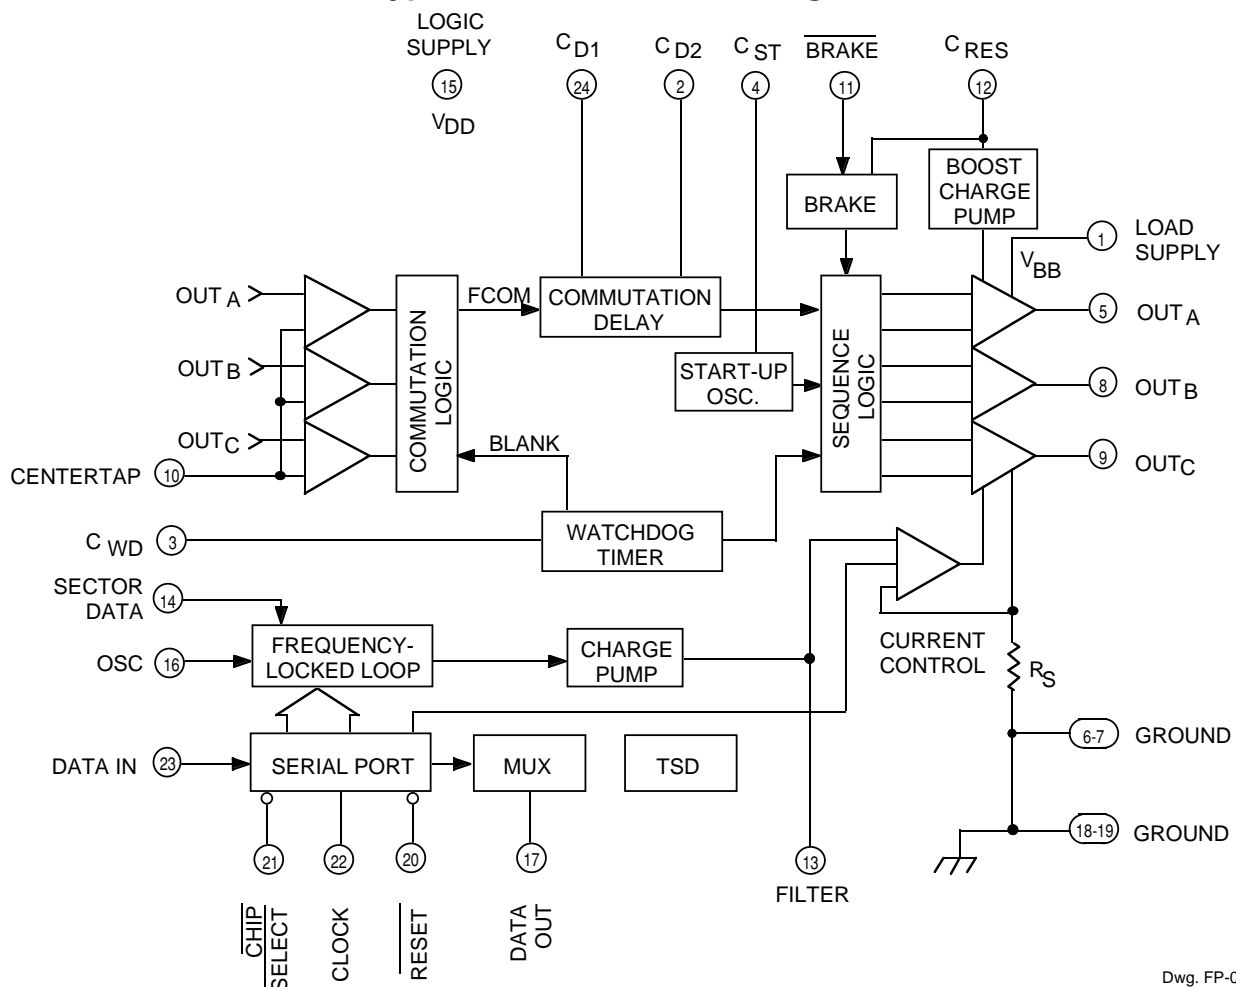 LOGIC
SUPPLY
15
VDD
CD1
24
CD2
2
CST
4
BRAKE
11
CRES
12
BRAKE
BOOST
CHARGE
PUMP
1
LOAD
SUPPLY
VBB
OUTA
OUTB
OUTC
CENTERTAP
10
COMMUTATION
LOGIC
FCOM
COMMUTATION
DELAY
START-UP
OSC.
SEQUENCE
LOGIC
5
OUTA
8
OUTB
9
OUTC
BLANK
CWD
3
WATCHDOG
TIMER
SECTOR
DATA
14
OSC
16
FREQUENCY-
LOCKED LOOP
CHARGE
PUMP
CURRENT
CONTROL
RS
6-7
GROUND
DATA IN
23
SERIAL PORT
MUX
TSD
18-19
GROUND
21
22
20
17
13
FILTER
CHIP
SELECT
CLOCK
RESET
DATA
OUT
Dwg. FP-0